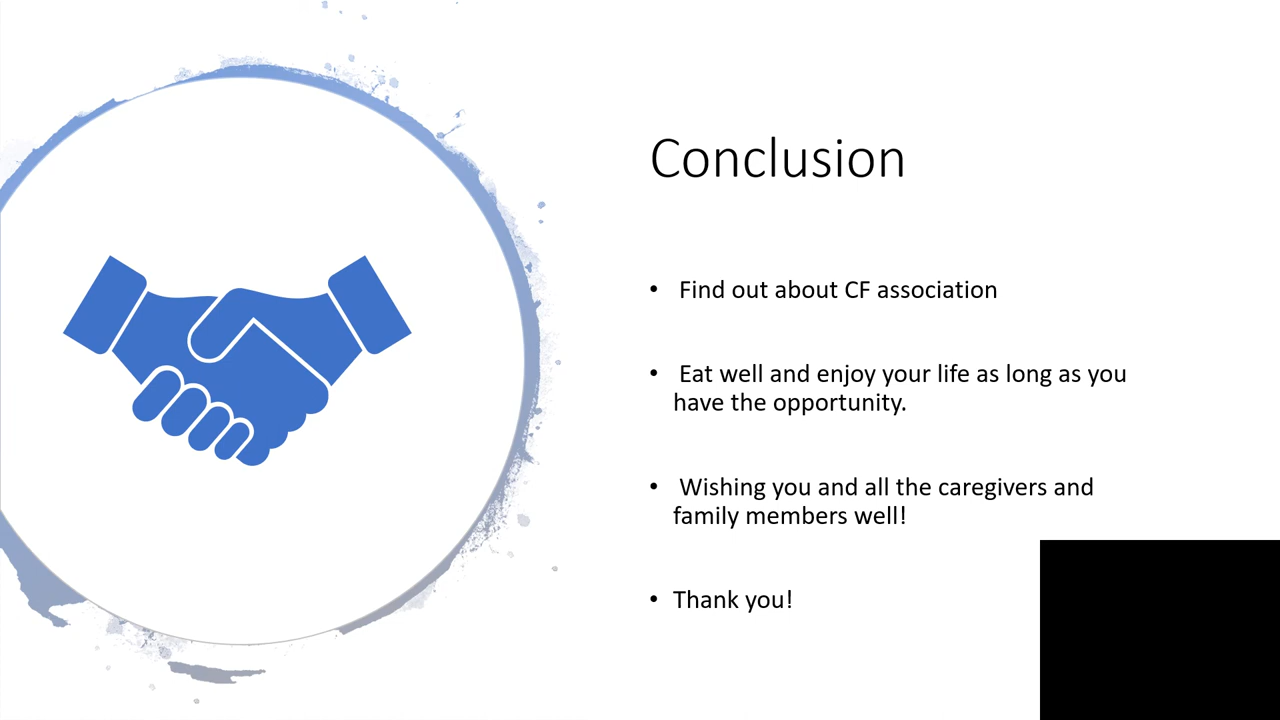 Conclusion
• Find out about CF association
• Eat well and enjoy your life as long as you
have the opportunity.
• Wishing you and all the caregivers and
family members well!
• Thank you!